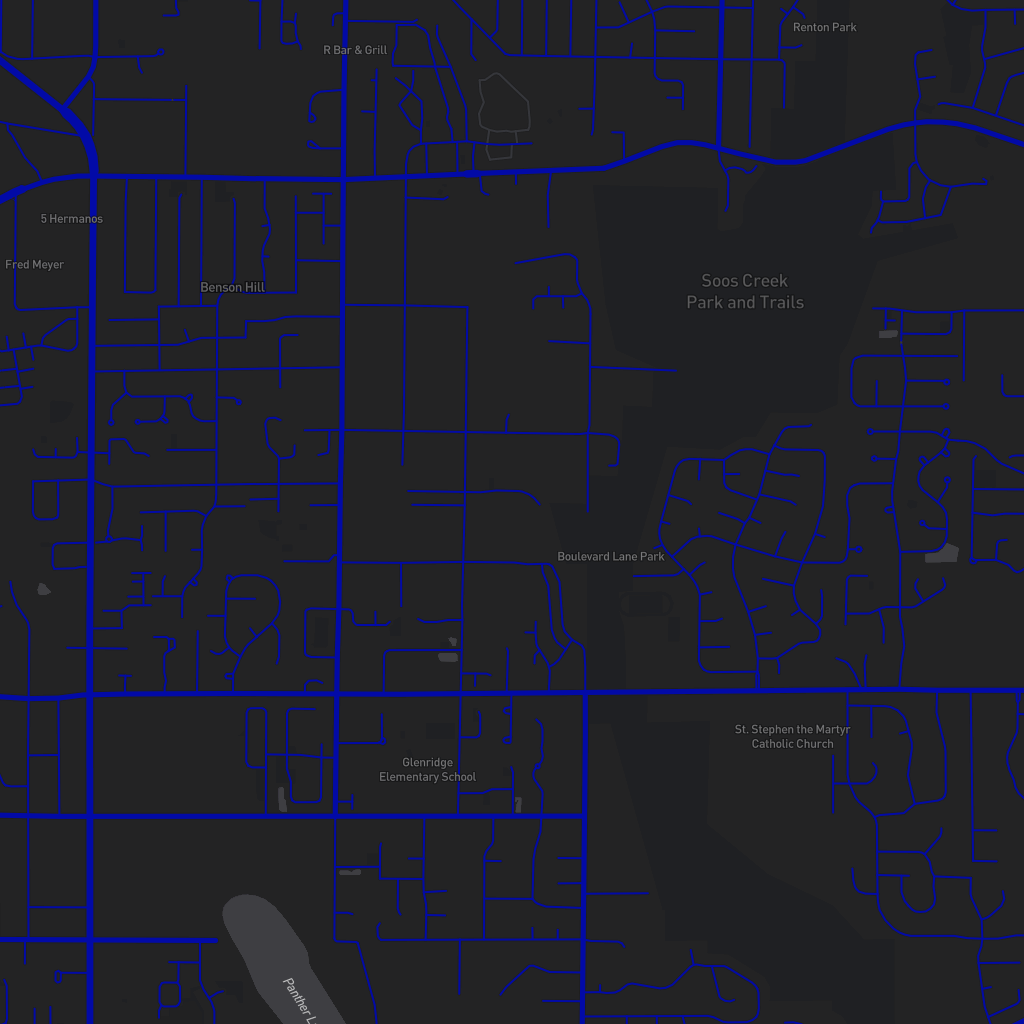 Renton Park
R Bar & Grill
5 Hermanos
Fred Meyer
Benson Hill
Soos Creek
Park and Trails
Boulevard Lane Park
St. Stephen the Martyr
Catholic Church
Glenridge
Elementary School
Panther